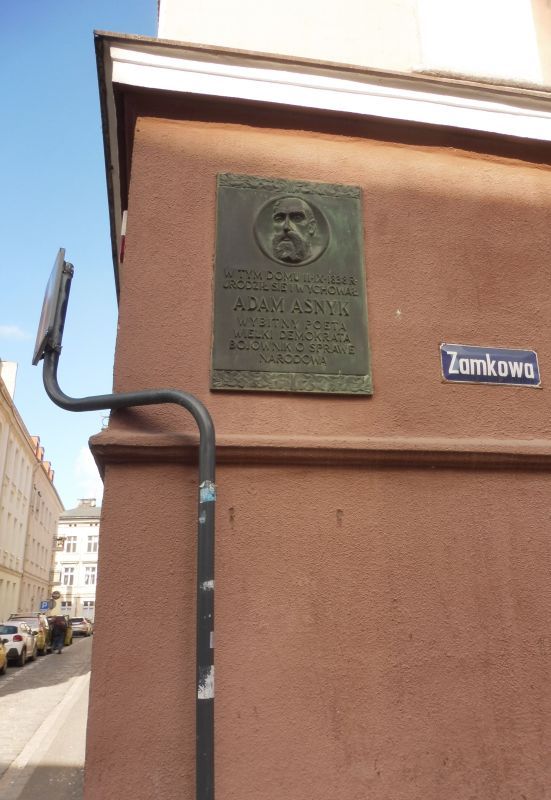 W TYM DOMU 11·IX·1838 R·
URODZIŁ SIĘ I WYCHOWAŁ
ADAM ASNYK
WYBITNY POETA
WIELKI DEMOKRATA
BOJOWNIK O SPRAWĘ
NARODOWĄ
Zamkowa